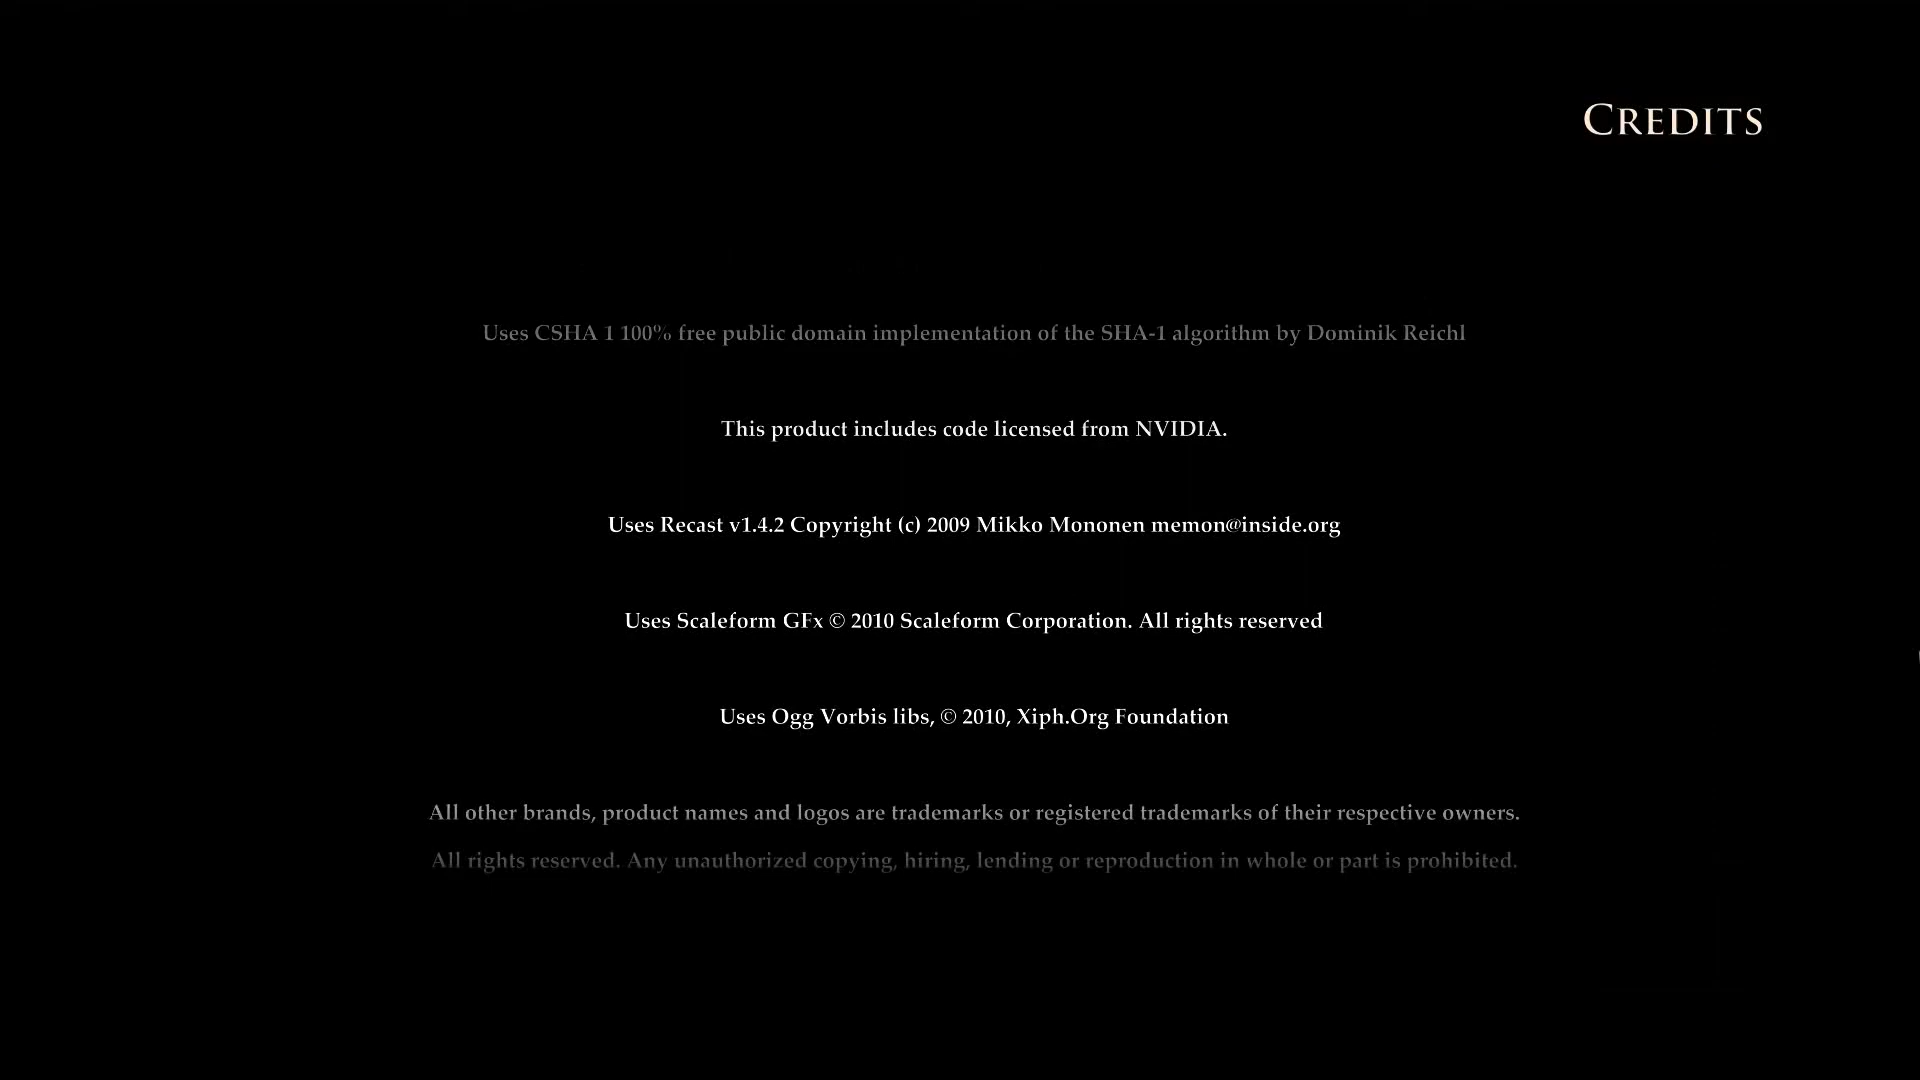 Credits
Uses CSHA 1 100% free public domain implementation of the SHA-1 algorithm by Dominik Reichl
This product includes code licensed from NVIDIA.
Uses Recast v1.4.2 Copyright (c) 2009 Mikko Mononen memon@inside.org
Uses Scaleform GFx © 2010 Scaleform Corporation. All rights reserved
Uses Ogg Vorbis libs, © 2010, Xiph.Org Foundation
All other brands, product names and logos are trademarks or registered trademarks of their respective owners.
All rights reserved. Any unauthorized copying, hiring, lending or reproduction in whole or part is prohibited.